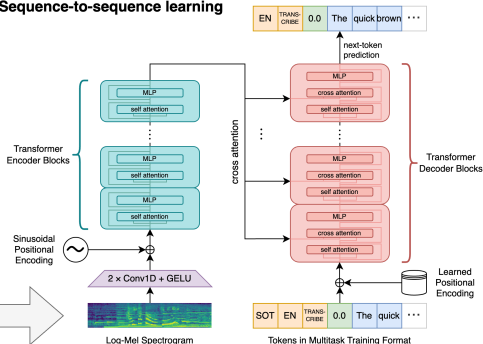 Sequence-to-sequence learning
EN TRANS-CRIBE 0.0 The quick brown ...
next-token
prediction
MLP
self attention
...
MLP
self attention
MLP
self attention
Transformer
Encoder Blocks
cross attention
...
MLP
cross attention
self attention
...
MLP
cross attention
self attention
MLP
cross attention
self attention
Transformer
Decoder Blocks
Sinusoidal
Positional
Encoding
2 × Conv1D + GELU
Learned
Positional
Encoding
SOT EN TRANS-CRIBE 0.0 The quick ...
Log-Mel Spectrogram
Tokens in Multitask Training Format